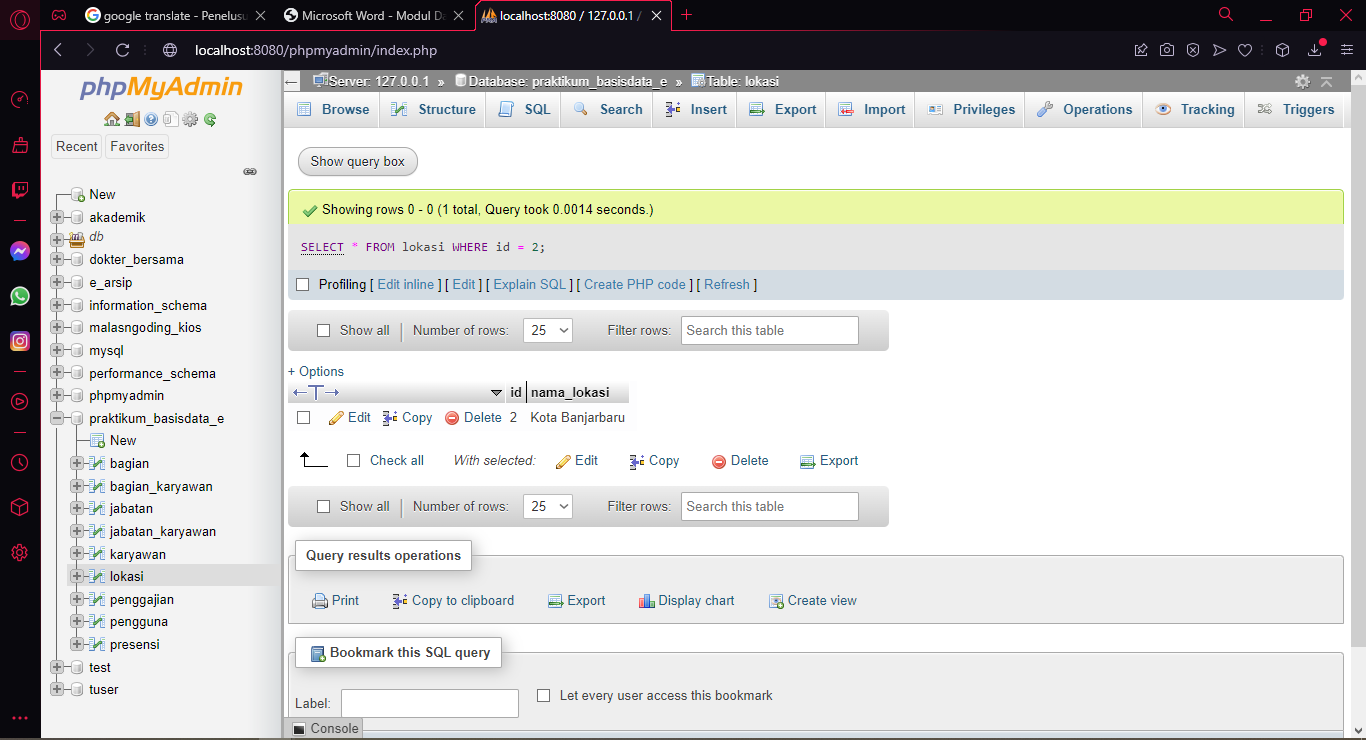 google translate - Penelusu
Microsoft Word - Modul Da
localhost:8080 / 127.0.0.1 /
localhost:8080/phpmyadmin/index.php
phpMyAdmin
Recent Favorites
New
akademik
db
dokter_bersama
e_arsip
information_schema
malasngoding_kios
mysql
performance_schema
phpmyadmin
praktikum_basisdata_e
New
bagian
bagian_karyawan
jabatan
jabatan_karyawan
karyawan
lokasi
penggajian
pengguna
presensi
test
tuser
Server: 127.0.0.1 » Database: praktikum_basisdata_e » Table: lokasi
Browse Structure SQL Search Insert Export Import Privileges Operations Tracking Triggers
Show query box
Showing rows 0 - 0 (1 total, Query took 0.0014 seconds.)
SELECT * FROM lokasi WHERE id = 2;
Profiling [ Edit inline ] [ Edit ] [ Explain SQL ] [ Create PHP code ] [ Refresh ]
Show all | Number of rows: 25 Filter rows: Search this table
+ Options
←T→ id nama_lokasi
Edit Copy Delete 2 Kota Banjarbaru
Check all With selected: Edit Copy Delete Export
Show all | Number of rows: 25 Filter rows: Search this table
Query results operations
Print Copy to clipboard Export Display chart Create view
Bookmark this SQL query
Label: Let every user access this bookmark
Console